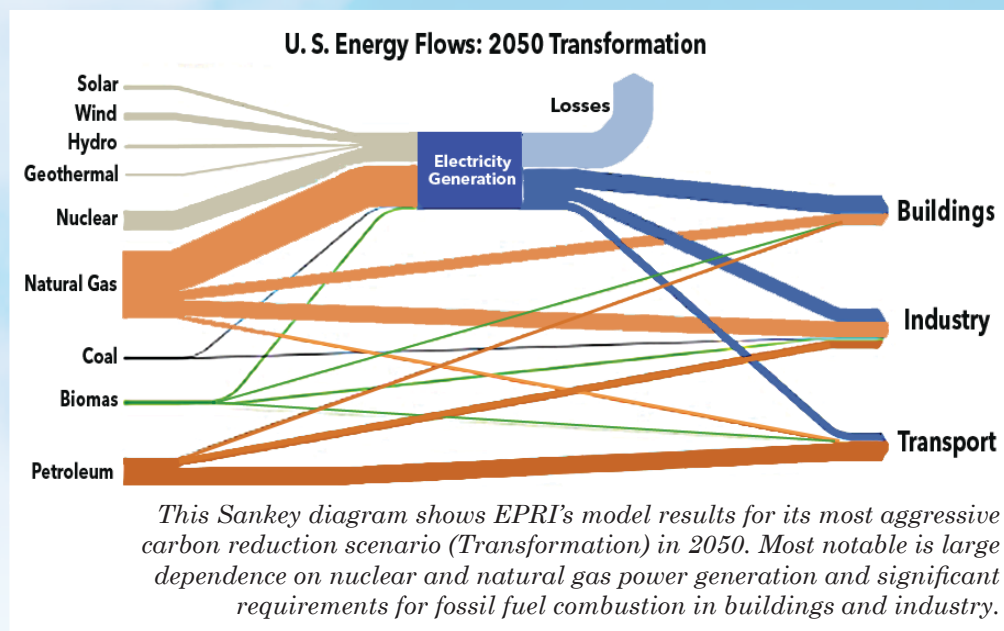 U. S. Energy Flows: 2050 Transformation
Solar
Wind
Hydro
Geothermal
Nuclear
Natural Gas
Coal
Biomas
Petroleum
Electricity
Generation
Losses
Buildings
Industry
Transport
This Sankey diagram shows EPRI's model results for its most aggressive
carbon reduction scenario (Transformation) in 2050. Most notable is large
dependence on nuclear and natural gas power generation and significant
requirements for fossil fuel combustion in buildings and industry.